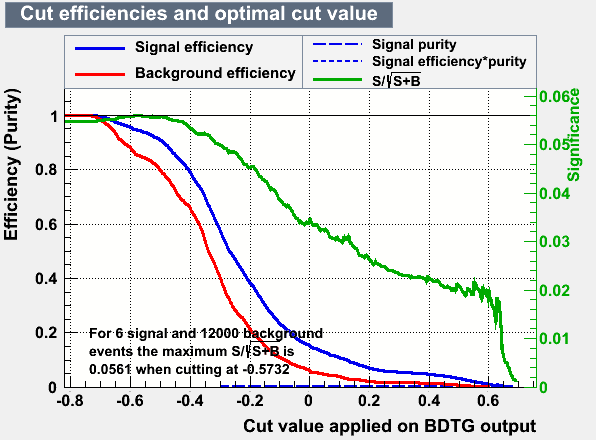 Cut efficiencies and optimal cut value
Signal efficiency
Background efficiency
Signal purity
Signal efficiency*purity
S/√S+B
Efficiency (Purity)
1
0.8
0.6
0.4
0.2
0
0.06
0.05
0.04
0.03
0.02
0.01
0
Significance
For 6 signal and 12000 background
events the maximum S/√S+B is
0.0561 when cutting at -0.5732
-0.8 -0.6 -0.4 -0.2 0 0.2 0.4 0.6
Cut value applied on BDTG output